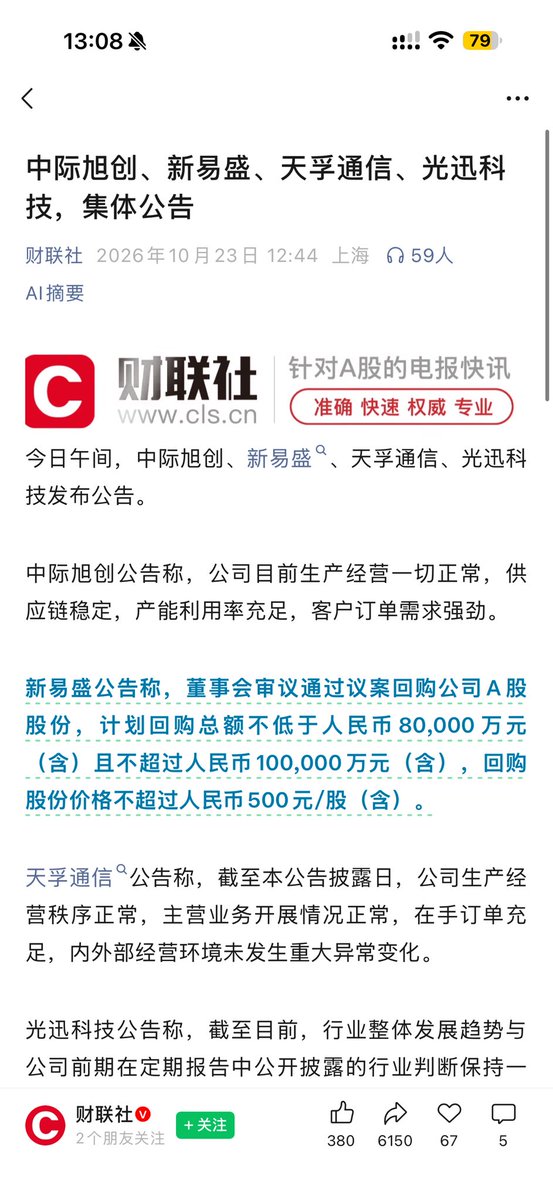 13:08
79
中际旭创、新易盛、天孚通信、光迅科
技，集体公告
财联社 2026年10月23日 12:44 上海 59人
AI摘要
C 财联社
www.cls.cn
针对A股的电报快讯
准确 快速 权威 专业
今日午间，中际旭创、新易盛、天孚通信、光迅科
技发布公告。
中际旭创公告称，公司目前生产经营一切正常，供
应链稳定，产能利用率充足，客户订单需求强劲。
新易盛公告称，董事会审议通过议案回购公司A股
股份，计划回购总额不低于人民币80,000万元
（含）且不超过人民币100,000万元（含），回购
股份价格不超过人民币500元/股（含）。
天孚通信公告称，截至本公告披露日，公司生产经
营秩序正常，主营业务开展情况正常，在手订单充
足，内外部经营环境未发生重大异常变化。
光迅科技公告称，截至目前，行业整体发展趋势与
公司前期在定期报告中公开披露的行业判断保持一
C 财联社
2个朋友关注
+关注
380
6150
67
5